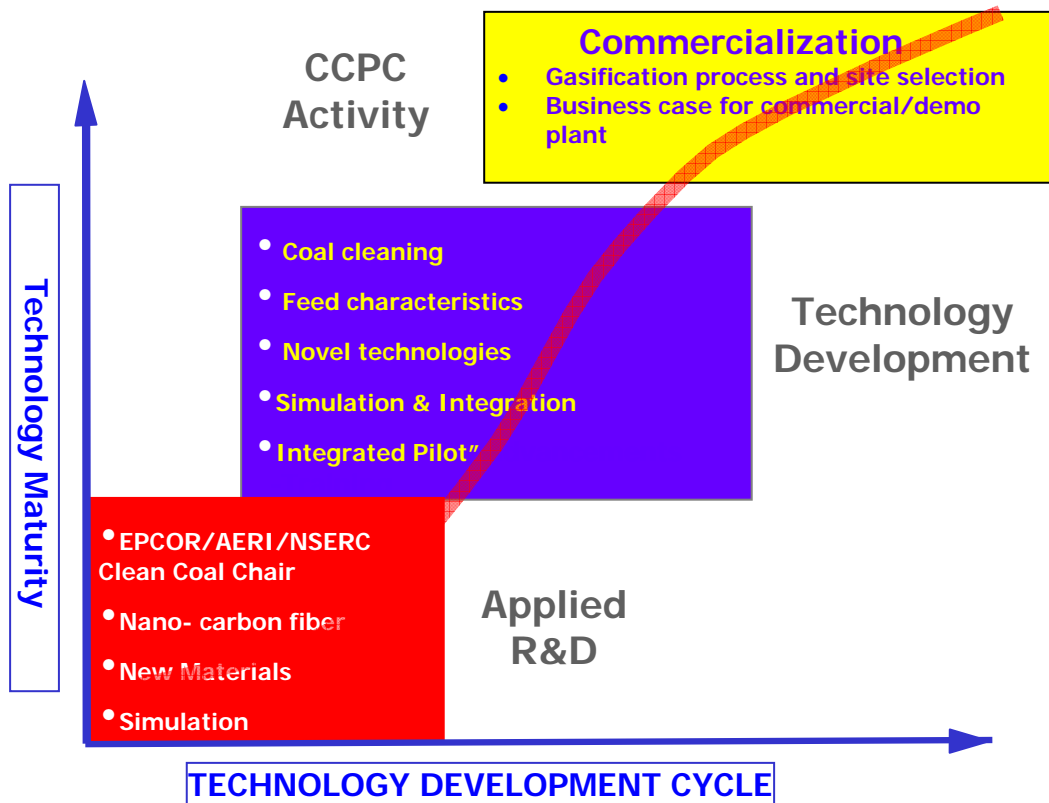 Commercialization
• Gasification process and site selection
• Business case for commercial/demo
plant
CCPC
Activity
• Coal cleaning
• Feed characteristics
• Novel technologies
• Simulation & Integration
• Integrated Pilot”
Technology
Development
Technology Maturity
• EPCOR/AERI/NSERC
Clean Coal Chair
• Nano- carbon fiber
• New Materials
• Simulation
Applied
R&D
TECHNOLOGY DEVELOPMENT CYCLE